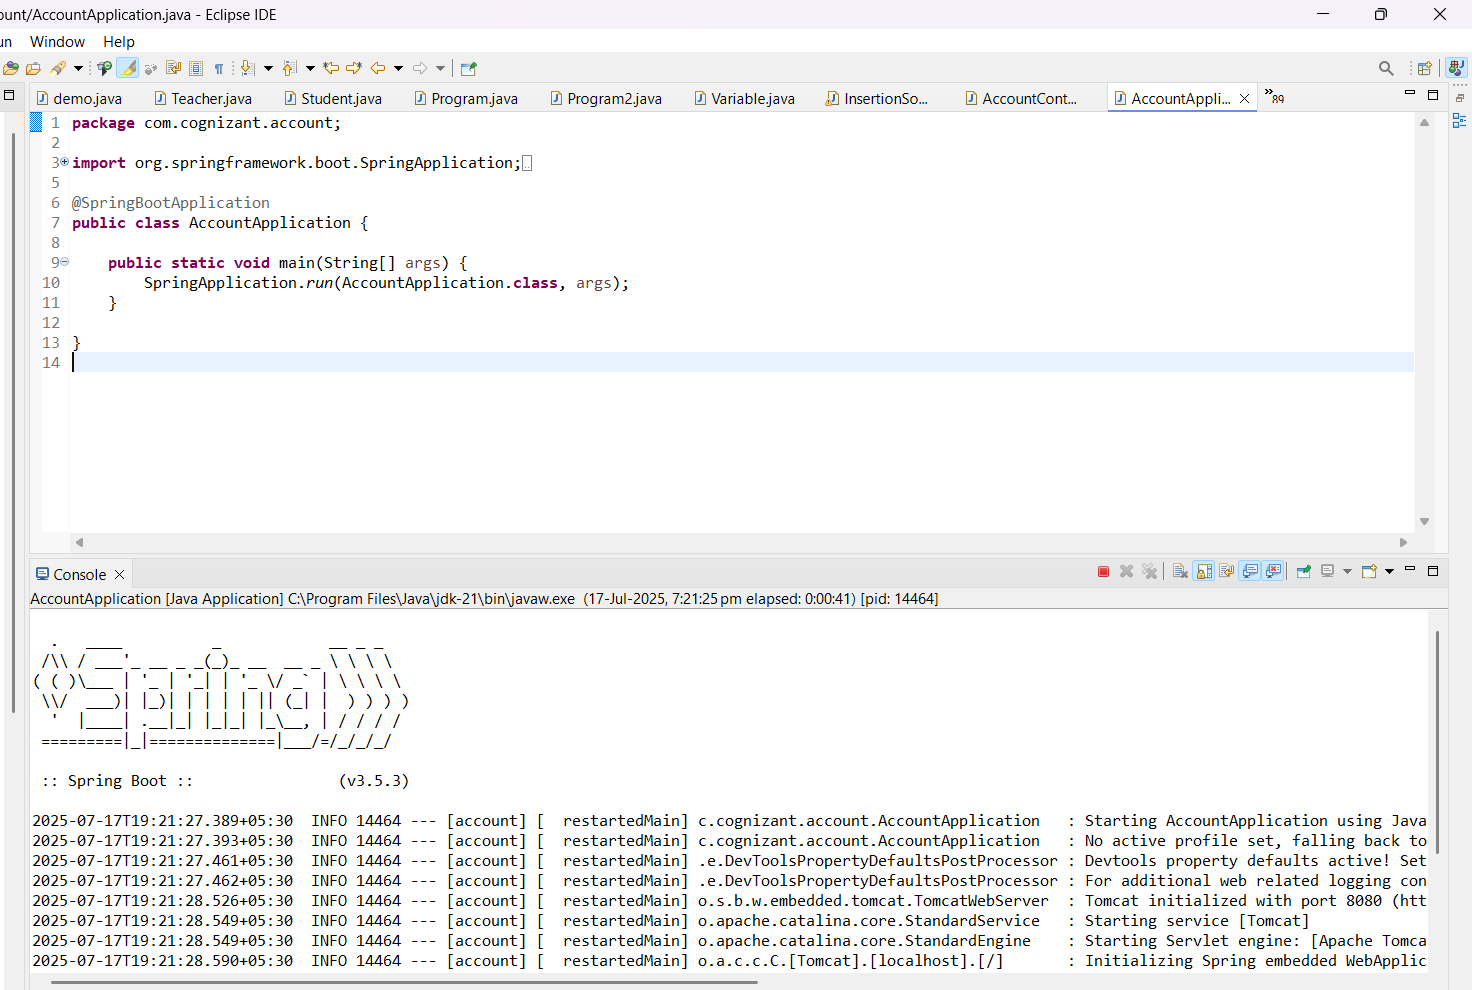 ount/AccountApplication.java - Eclipse IDE
un Window Help
demo.java Teacher.java Student.java Program.java Program2.java Variable.java InsertionSo... AccountCont... AccountAppli... »89
1 package com.cognizant.account;
2
3 import org.springframework.boot.SpringApplication;
5
6 @SpringBootApplication
7 public class AccountApplication {
8
9     public static void main(String[] args) {
10         SpringApplication.run(AccountApplication.class, args);
11     }
12
13 }
14
Console
AccountApplication [Java Application] C:\Program Files\Java\jdk-21\bin\javaw.exe (17-Jul-2025, 7:21:25 pm elapsed: 0:00:41) [pid: 14464]
  .   ____          _            __ _ _
 /\\ / ___'_ __ _ _(_)_ __  __ _ \ \ \ \
( ( )\___ | '_ | '_| | '_ \/ _` | \ \ \ \
 \\/  ___)| |_)| | | | | || (_| |  ) ) ) )
  '  |____| .__|_| |_|_| |_\__, | / / / /
 =========|_|==============|___/=/_/_/_/
 :: Spring Boot ::                (v3.5.3)
2025-07-17T19:21:27.389+05:30  INFO 14464 --- [account] [  restartedMain] c.cognizant.account.AccountApplication   : Starting AccountApplication using Java
2025-07-17T19:21:27.393+05:30  INFO 14464 --- [account] [  restartedMain] c.cognizant.account.AccountApplication   : No active profile set, falling back to
2025-07-17T19:21:27.461+05:30  INFO 14464 --- [account] [  restartedMain] .e.DevToolsPropertyDefaultsPostProcessor : Devtools property defaults active! Set
2025-07-17T19:21:27.462+05:30  INFO 14464 --- [account] [  restartedMain] .e.DevToolsPropertyDefaultsPostProcessor : For additional web related logging con
2025-07-17T19:21:28.526+05:30  INFO 14464 --- [account] [  restartedMain] o.s.b.w.embedded.tomcat.TomcatWebServer  : Tomcat initialized with port 8080 (htt
2025-07-17T19:21:28.549+05:30  INFO 14464 --- [account] [  restartedMain] o.apache.catalina.core.StandardService   : Starting service [Tomcat]
2025-07-17T19:21:28.549+05:30  INFO 14464 --- [account] [  restartedMain] o.apache.catalina.core.StandardEngine    : Starting Servlet engine: [Apache Tomca
2025-07-17T19:21:28.590+05:30  INFO 14464 --- [account] [  restartedMain] o.a.c.c.C.[Tomcat].[localhost].[/]       : Initializing Spring embedded WebApplic